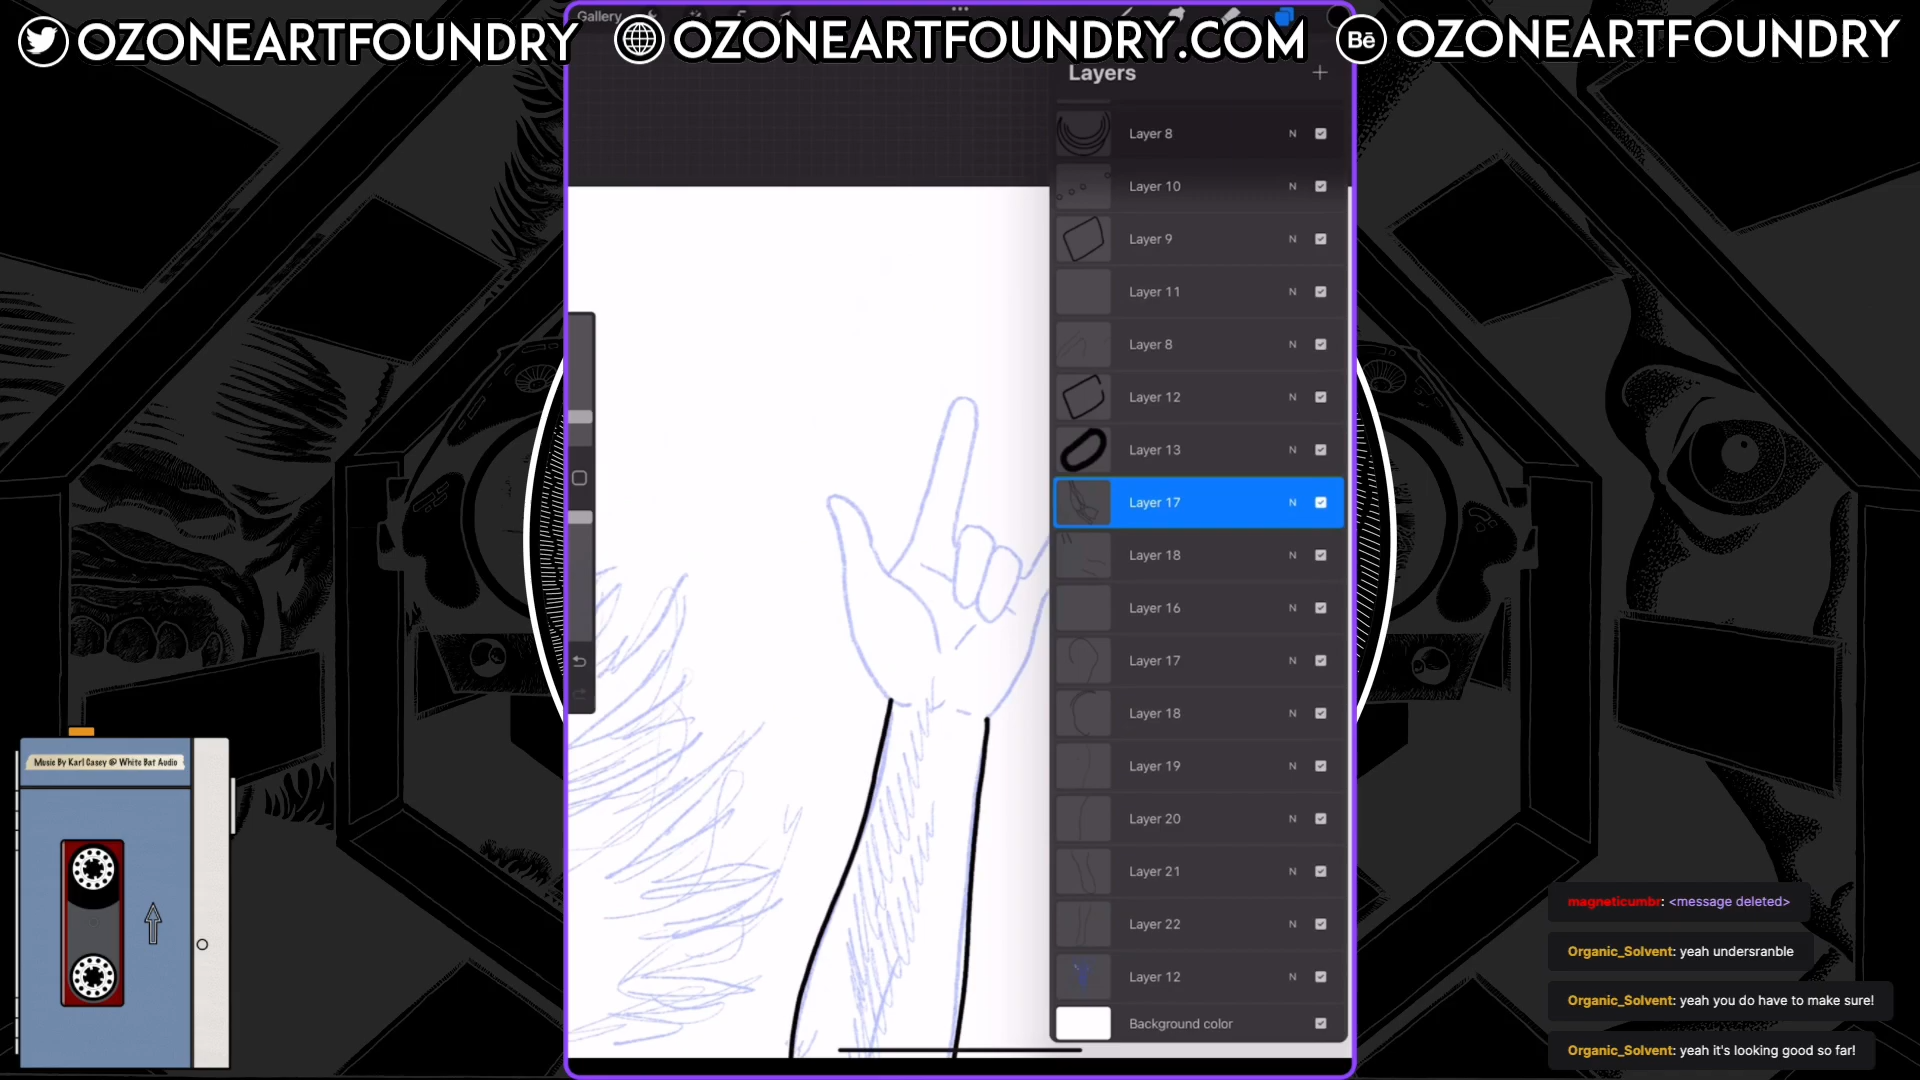 OZONEARTFOUNDRY
OZONEARTFOUNDRY.COM
Bē OZONEARTFOUNDRY
Gallery
Layers
Layer 8 N
Layer 10 N
Layer 9 N
Layer 11 N
Layer 8 N
Layer 12 N
Layer 13 N
Layer 17 N
Layer 18 N
Layer 16 N
Layer 17 N
Layer 18 N
Layer 19 N
Layer 20 N
Layer 21 N
Layer 22 N
Layer 12 N
Background color
Music By Karl Casey @ White Bat Audio
magneticumbr: <message deleted>
Organic_Solvent: yeah undersranble
Organic_Solvent: yeah you do have to make sure!
Organic_Solvent: yeah it's looking good so far!